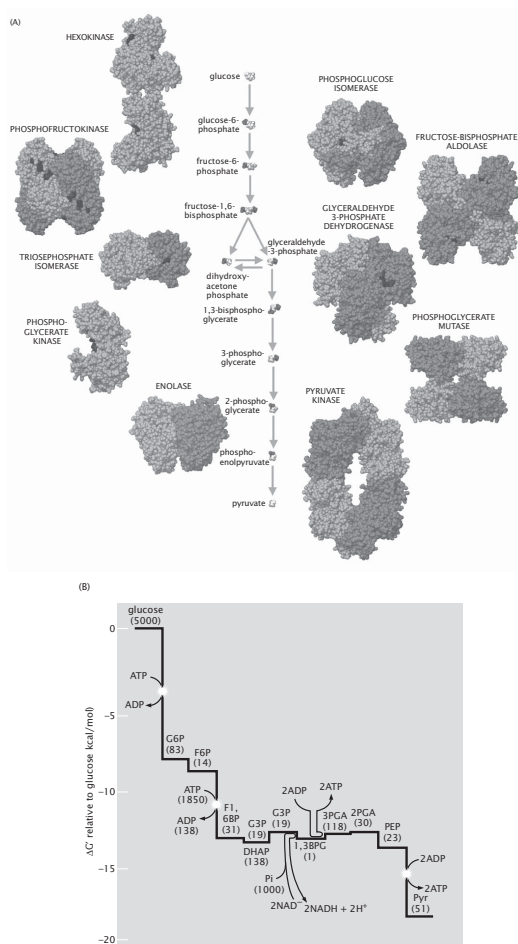 (A)
HEXOKINASE
PHOSPHOFRUCTOKINASE
TRIOSEPHOSPHATE
ISOMERASE
PHOSPHO-
GLYCERATE
KINASE
ENOLASE
glucose
glucose-6-
phosphate
fructose-6-
phosphate
fructose-1,6-
bisphosphate
glyceraldehyde
-3-phosphate
dihydroxy-
acetone
phosphate
1,3-bisphospho-
glycerate
3-phospho-
glycerate
2-phospho-
glycerate
phospho-
enolpyruvate
pyruvate
PHOSPHOGLUCOSE
ISOMERASE
FRUCTOSE-BISPHOSPHATE
ALDOLASE
GLYCERALDEHYDE
3-PHOSPHATE
DEHYDROGENASE
PHOSPHOGLYCERATE
MUTASE
PYRUVATE
KINASE
(B)
ΔG′ relative to glucose kcal/mol)
0
−5
−10
−15
−20
glucose
(5000)
ATP
ADP
G6P
(83)
F6P
(14)
ATP
(1850)
ADP
(138)
F1,
6BP
(31)
G3P
(19)
DHAP
(138)
G3P
(19)
Pi
(1000)
2NAD⁻
2NADH + 2H⁺
1,3BPG
(1)
2ADP
2ATP
3PGA
(118)
2PGA
(30)
PEP
(23)
2ADP
2ATP
Pyr
(51)